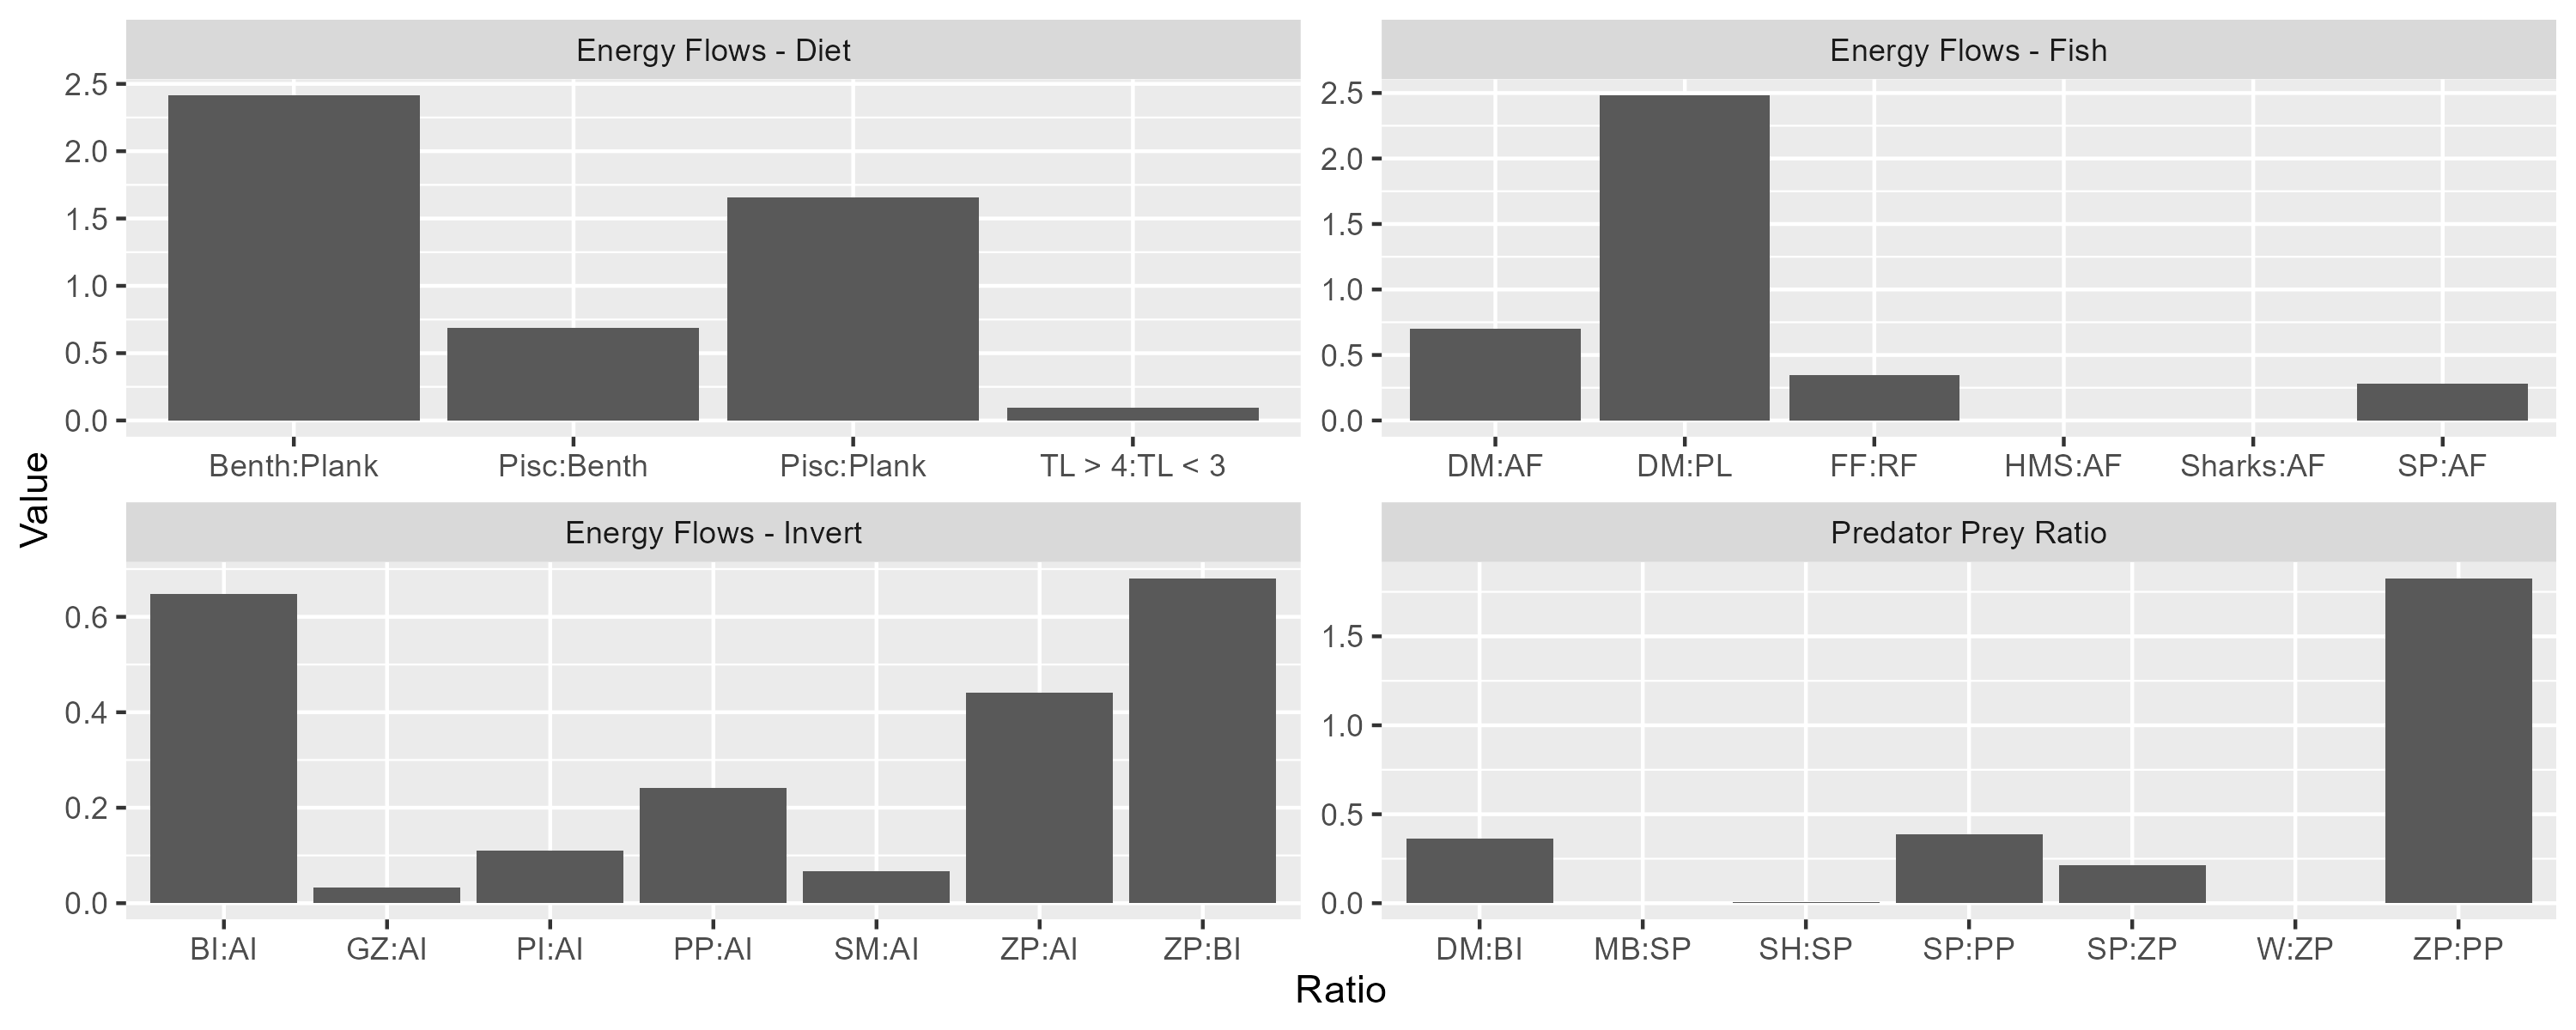 Energy Flows - Diet
2.5
2.0
1.5
1.0
0.5
0.0
Benth:Plank Pisc:Benth Pisc:Plank TL > 4:TL < 3
Energy Flows - Fish
2.5
2.0
1.5
1.0
0.5
0.0
DM:AF DM:PL FF:RF HMS:AF Sharks:AF SP:AF
Value
Energy Flows - Invert
0.6
0.4
0.2
0.0
BI:AI GZ:AI PI:AI PP:AI SM:AI ZP:AI ZP:BI
Predator Prey Ratio
1.5
1.0
0.5
0.0
DM:BI MB:SP SH:SP SP:PP SP:ZP W:ZP ZP:PP
Ratio